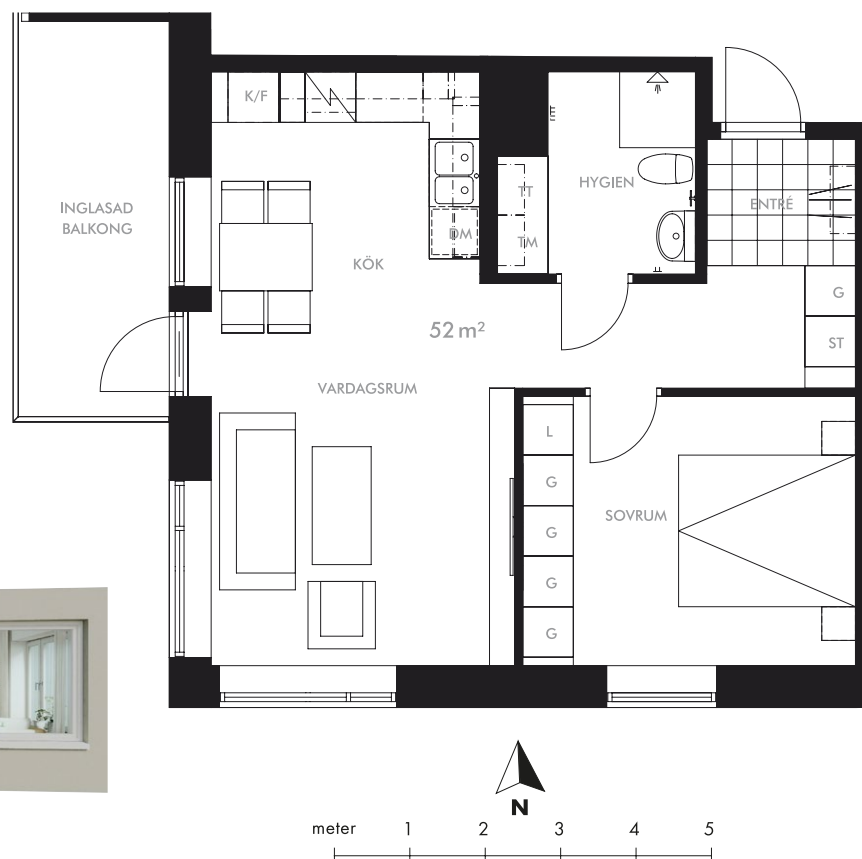 K/F
INGLASAD
BALKONG
KÖK
DM
TT
TM
HYGIEN
ENTRÉ
G
ST
52 m²
VARDAGSRUM
L
G
G
G
G
SOVRUM
N
meter 1 2 3 4 5